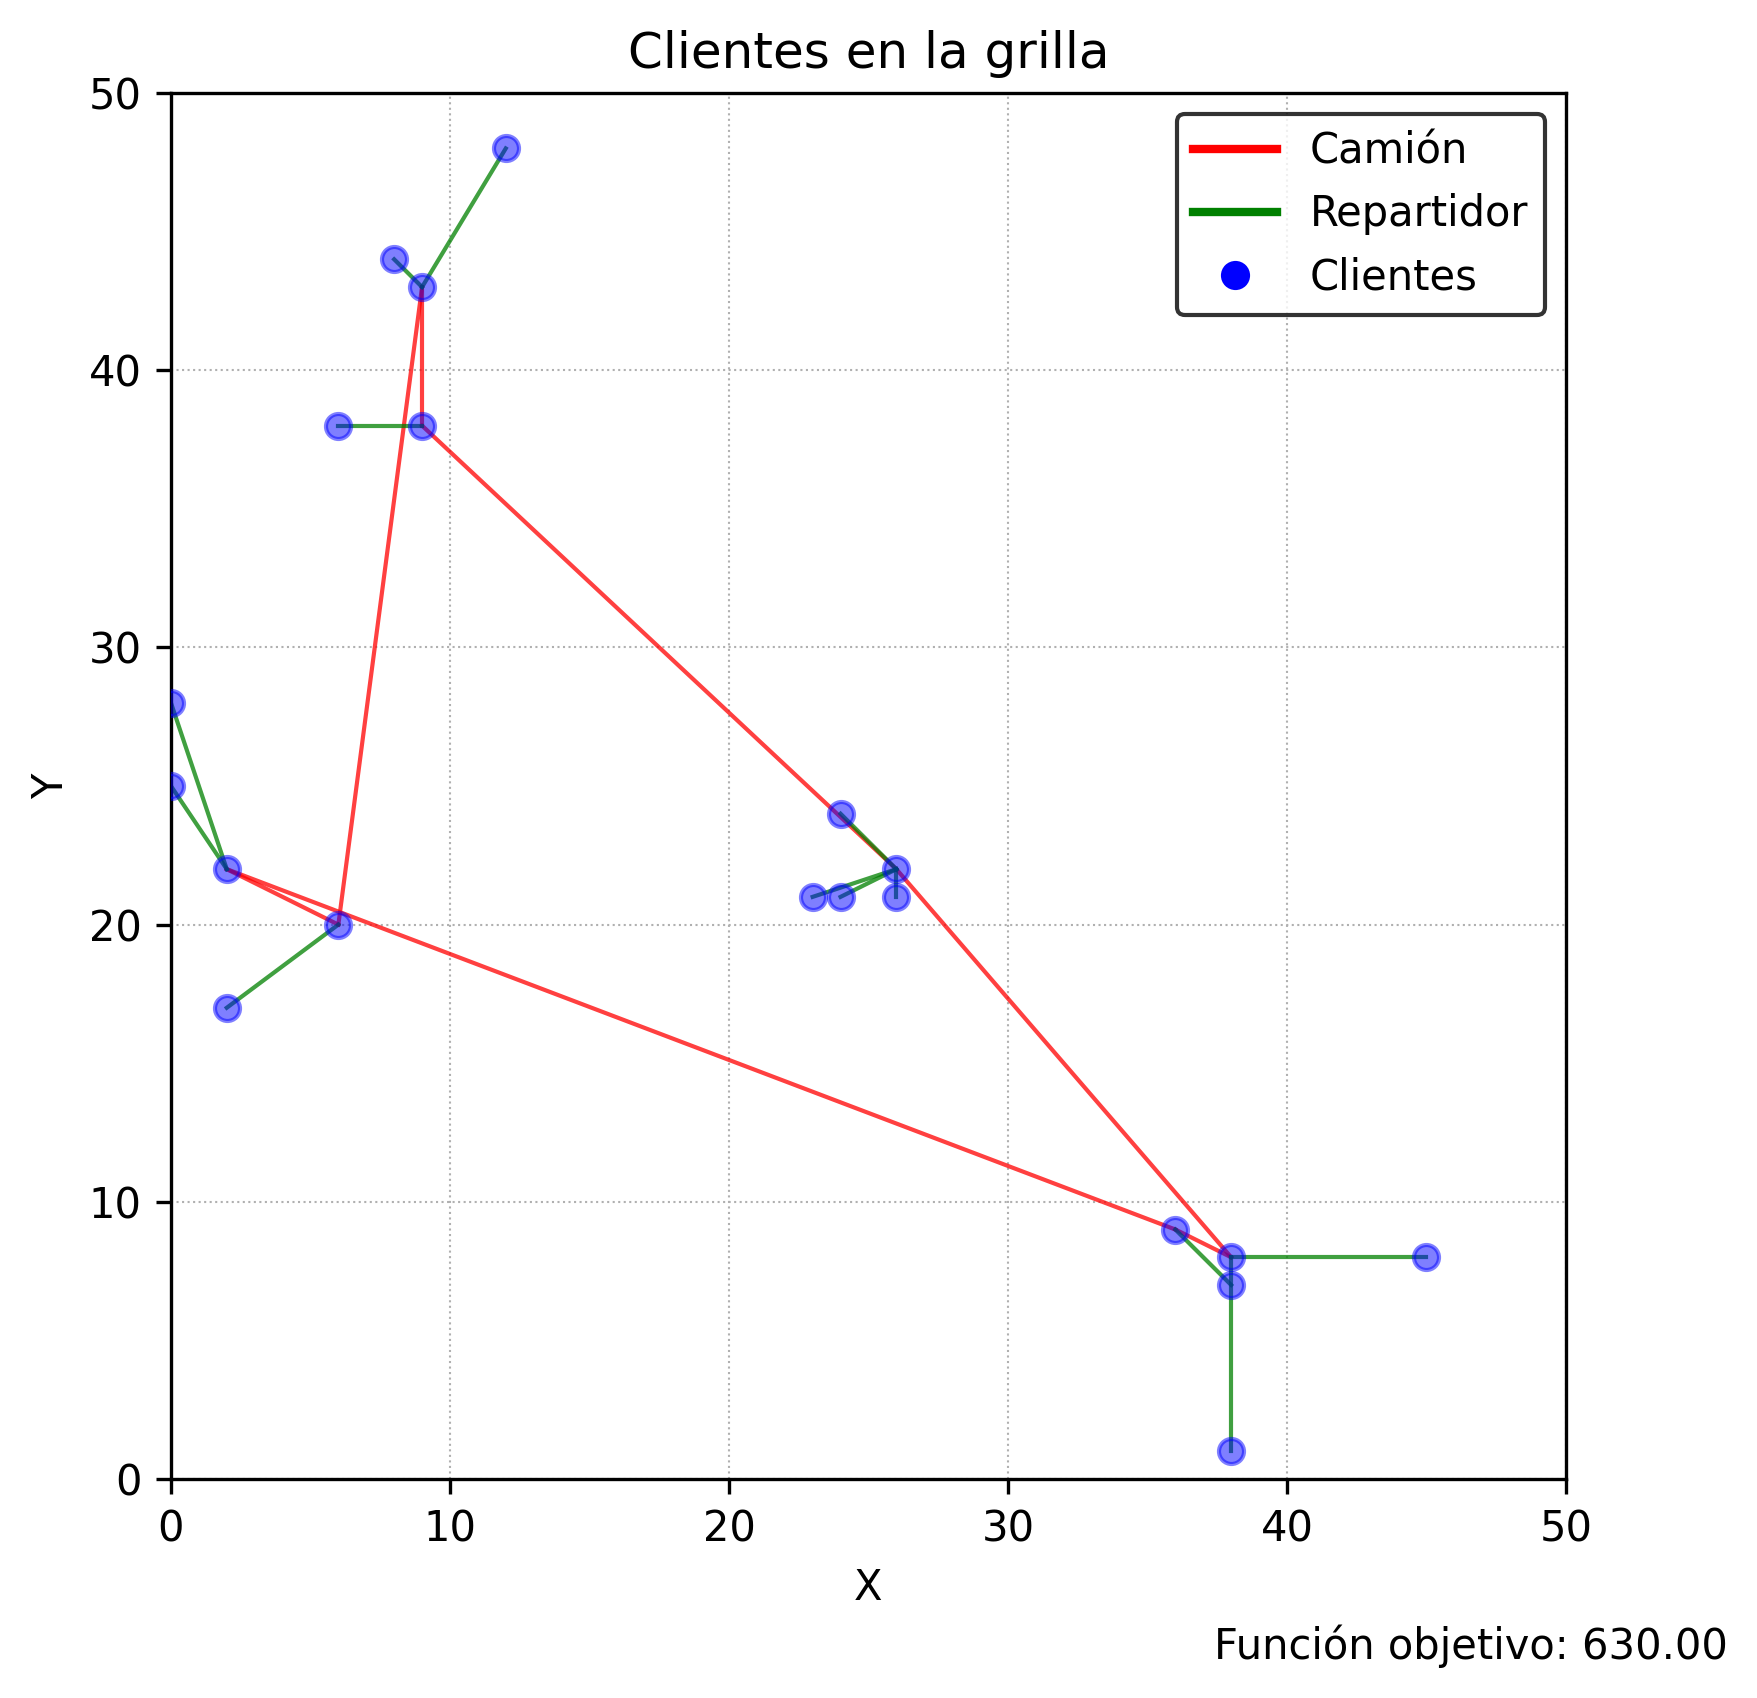 Clientes en la grilla
50
40
30
20
10
0
Y
0 10 20 30 40 50
X
Camión
Repartidor
Clientes
Función objetivo: 630.00